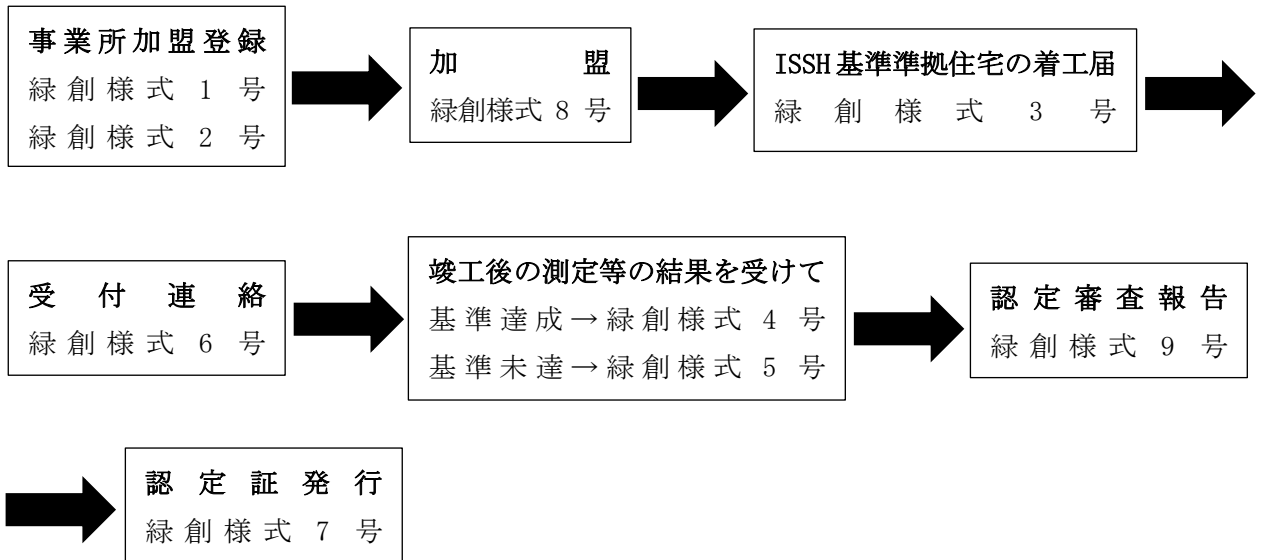 事業所加盟登録
緑創様式 1 号
緑創様式 2 号
加盟
緑創様式 8 号
ISSH 基準準拠住宅の着工届
緑創様式 3 号
受付連絡
緑創様式 6 号
竣工後の測定等の結果を受けて
基準達成→緑創様式 4 号
基準未達→緑創様式 5 号
認定審査報告
緑創様式 9 号
認定証発行
緑創様式 7 号